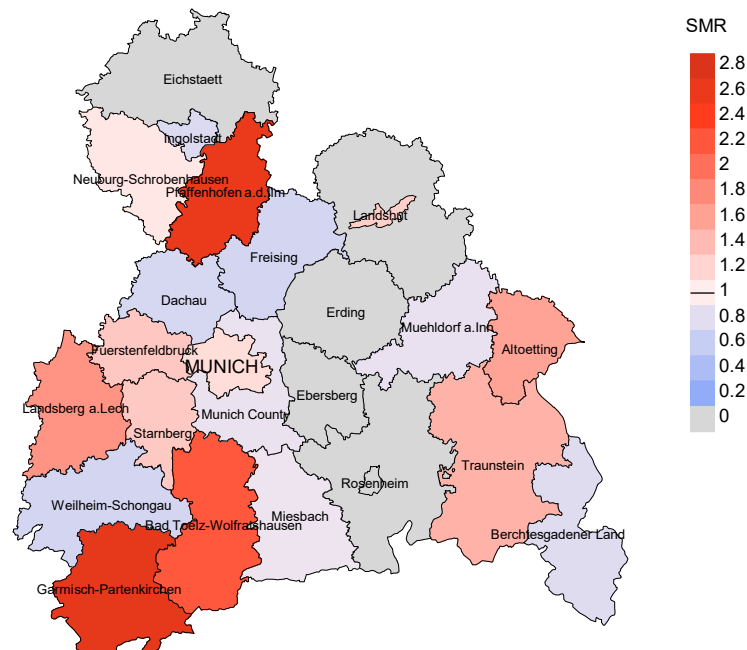 SMR
2.8
2.6
2.4
2.2
2
1.8
1.6
1.4
1.2
1
0.8
0.6
0.4
0.2
0
Eichstaett
Ingolstadt
Neuburg-Schrobenhausen
Pfaffenhofen a.d.Ilm
Landshut
Freising
Dachau
Erding
Muehldorf a.Inn
Altoetting
Fuerstenfeldbruck
MUNICH
Ebersberg
Landsberg a.Lech
Munich County
Starnberg
Traunstein
Rosenheim
Weilheim-Schongau
Miesbach
Bad Toelz-Wolfratshausen
Berchtesgadener Land
Garmisch-Partenkirchen